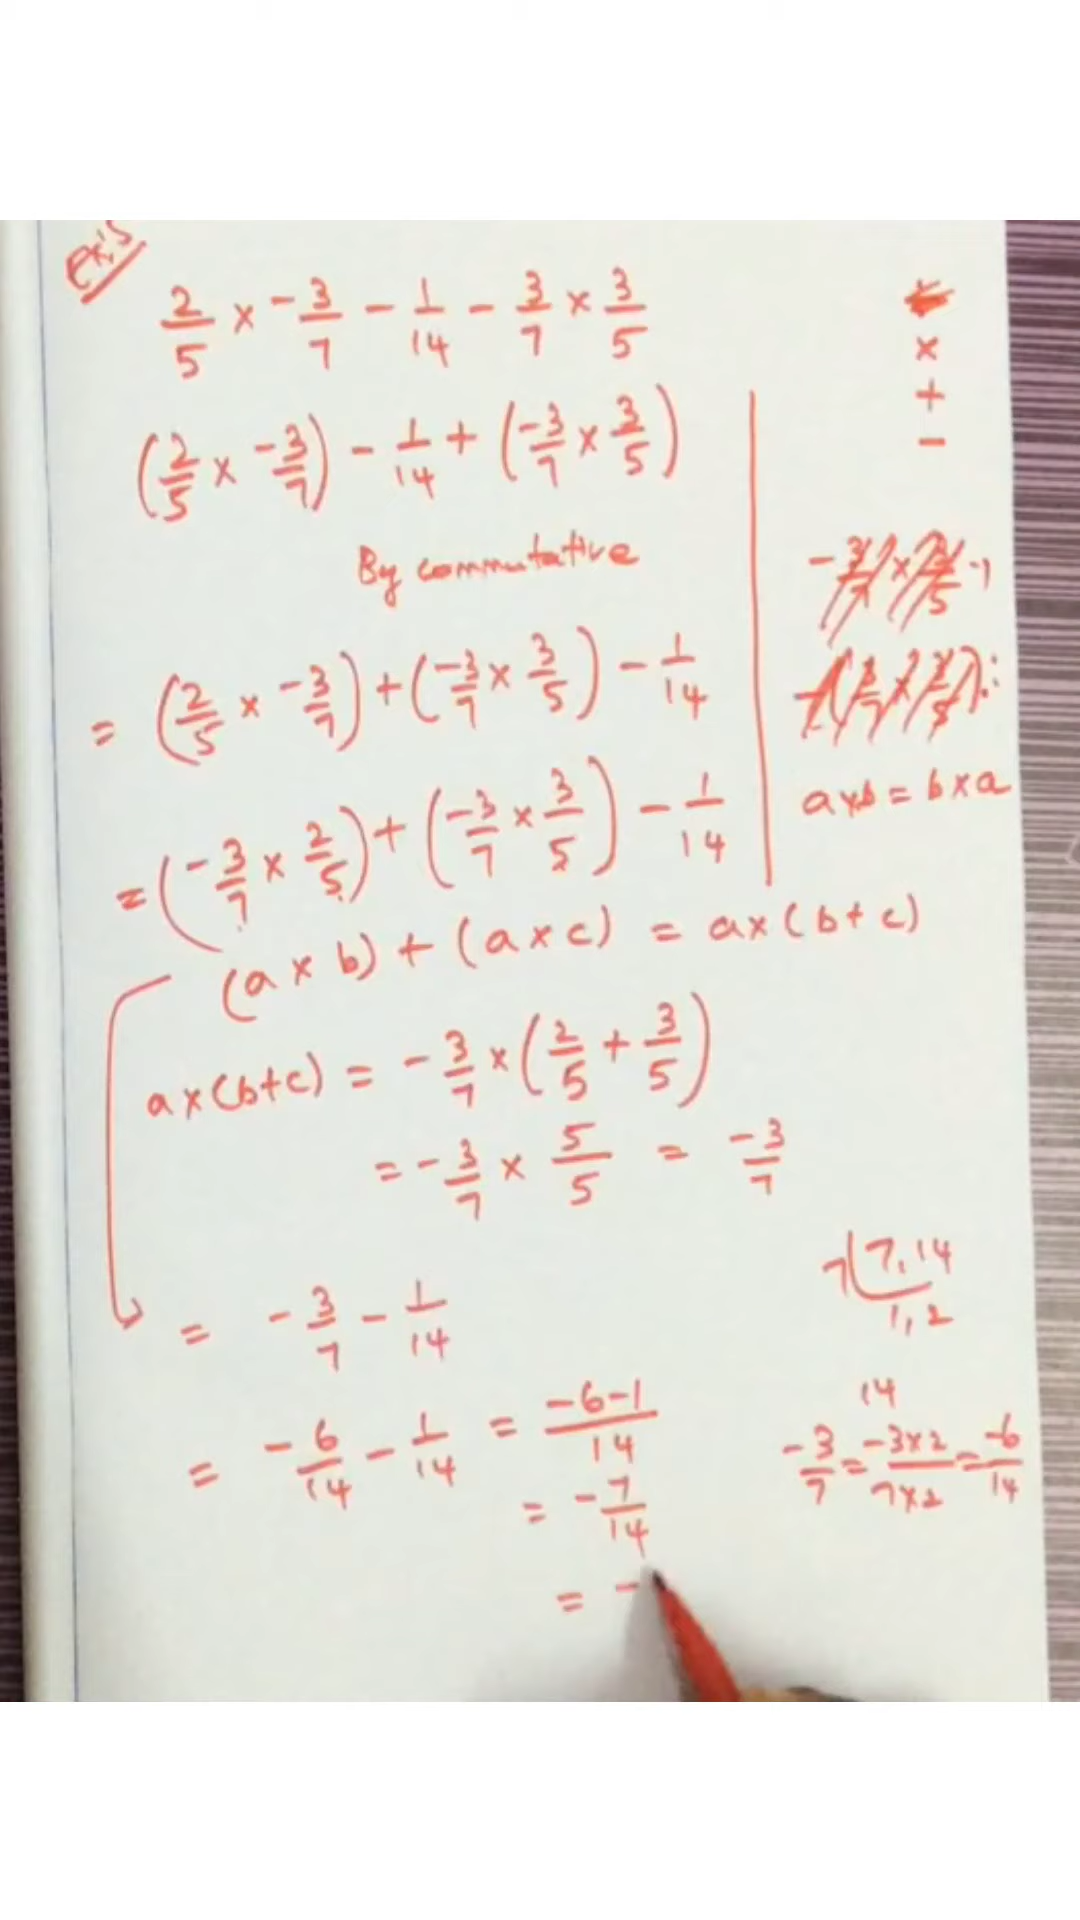 Ex:5
2/5 × -3/7 - 1/14 - 3/7 × 3/5
(2/5 × -3/7) - 1/14 + (-3/7 × 3/5)
By commutative
= (2/5 × -3/7) + (-3/7 × 3/5) - 1/14
= (-3/7 × 2/5) + (-3/7 × 3/5) - 1/14
(a × b) + (a × c) = a×(b + c)
a×(b+c) = -3/7 × (2/5 + 3/5)
= -3/7 × 5/5 = -3/7
= -3/7 - 1/14
= -6/14 - 1/14 = -6-1/14
= -7/14
= -
×
+
-
a×b = b×a
7 7,14
1,2
14
-3/7 = -3×2/7×2 = -6/14